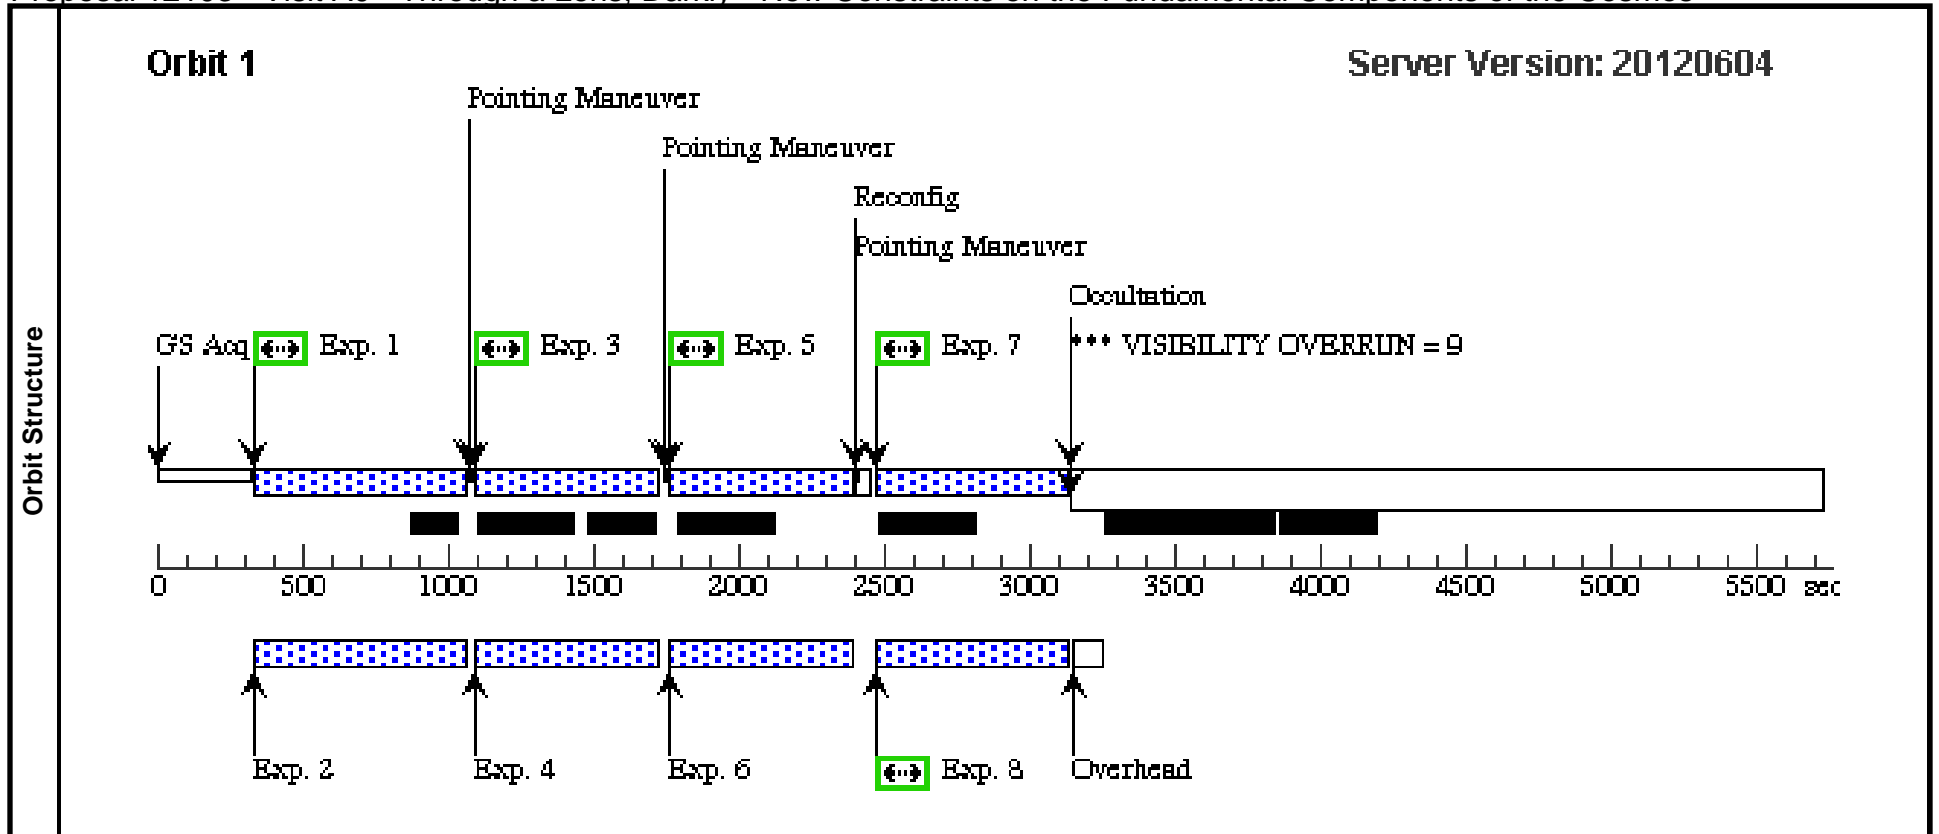 Orbit 1
Server Version: 20120604
Pointing Maneuver
Pointing Maneuver
Reconfig
Pointing Maneuver
Occultation
GS Acq Exp. 1 Exp. 3 Exp. 5 Exp. 7 *** VISIBILITY OVERRUN = 9
Orbit Structure
0 500 1000 1500 2000 2500 3000 3500 4000 4500 5000 5500 sec
Exp. 2 Exp. 4 Exp. 6 Exp. 8 Overhead